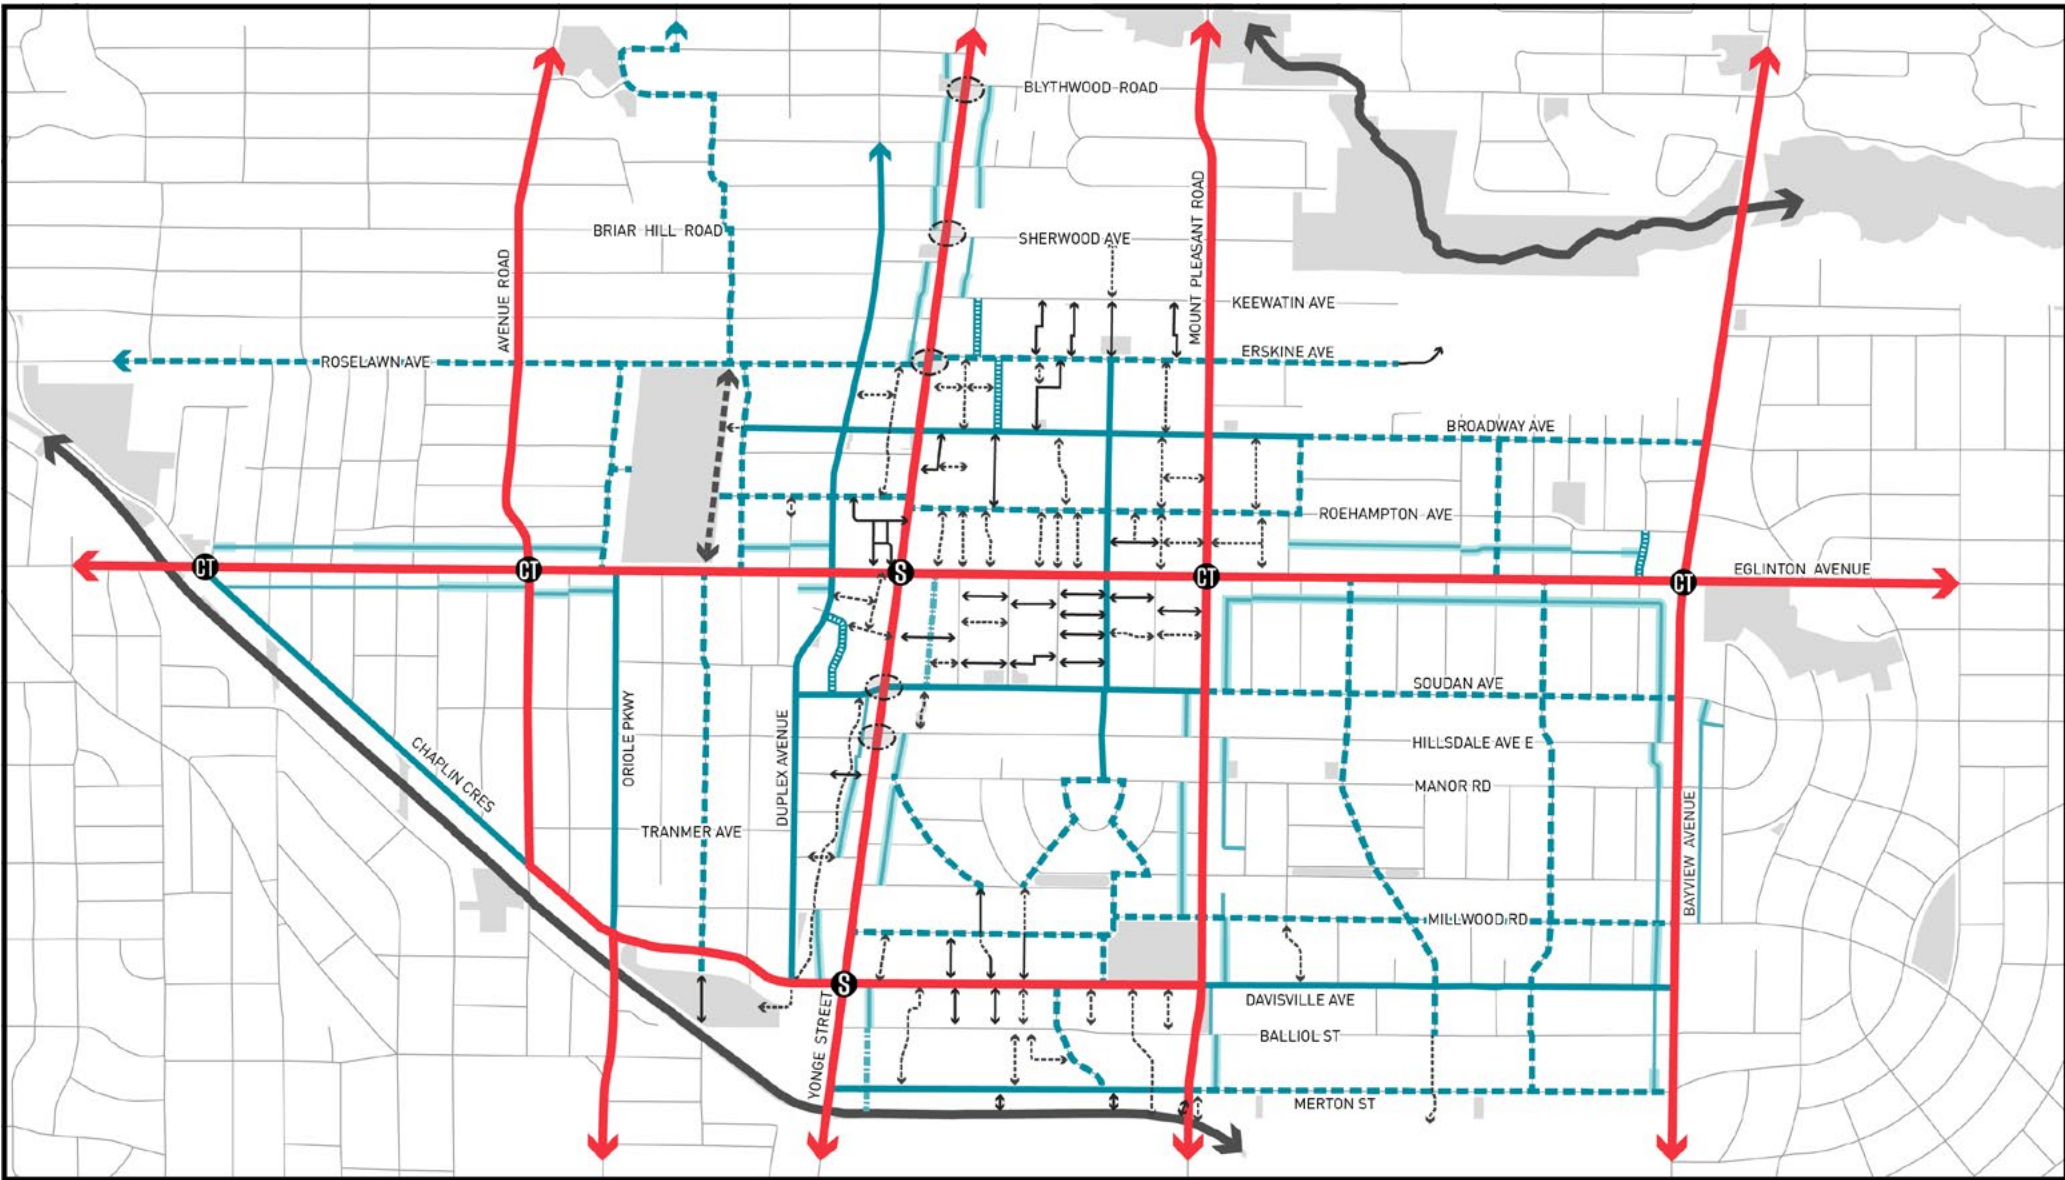 BLYTHWOOD ROAD
BRIAR HILL ROAD
SHERWOOD AVE
AVENUE ROAD
MOUNT PLEASANT ROAD
KEEWATIN AVE
ROSELAWN AVE
ERSKINE AVE
BROADWAY AVE
ROEHAMPTON AVE
CT
CT
S
CT
CT
EGLINTON AVENUE
SOUDAN AVE
ORIOLE PKWY
DUPLEX AVENUE
HILLSDALE AVE E
CHAPLIN CRES
MANOR RD
TRANMER AVE
BAYVIEW AVENUE
MILLWOOD RD
S
YONGE STREET
DAVISVILLE AVE
BALLIOL ST
MERTON ST